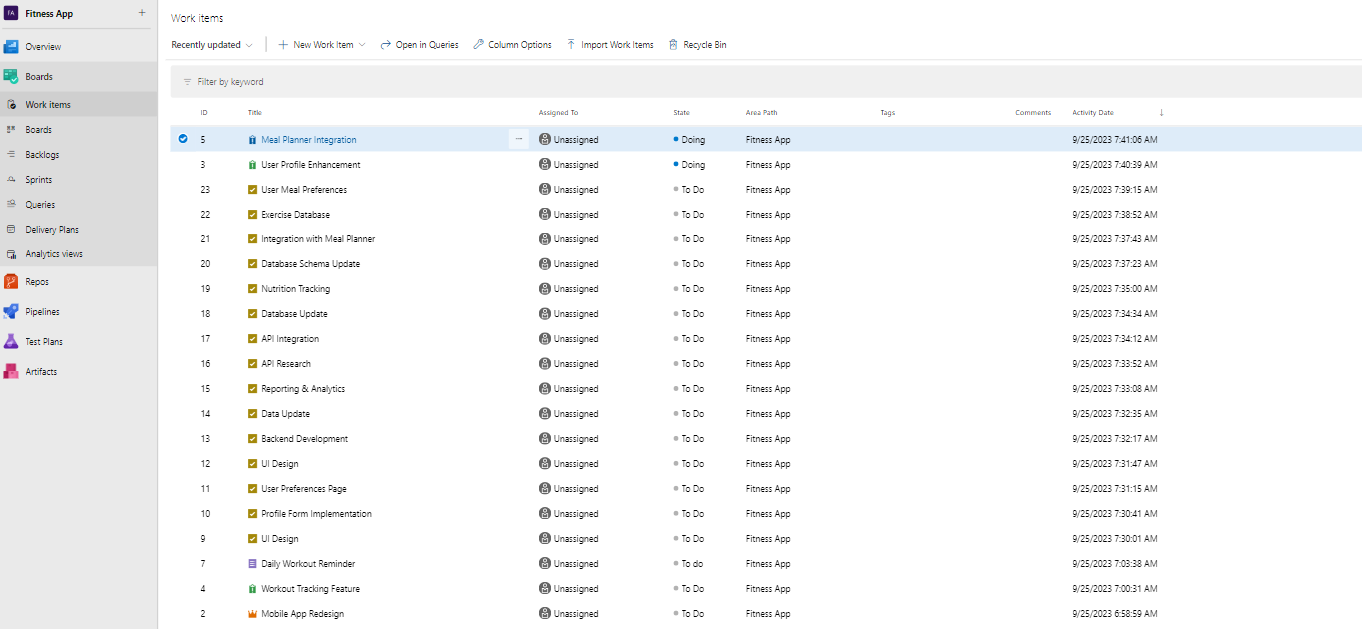 FA Fitness App +
Overview
Boards
Work items
Boards
Backlogs
Sprints
Queries
Delivery Plans
Analytics views
Repos
Pipelines
Test Plans
Artifacts
Work items
Recently updated New Work Item Open in Queries Column Options Import Work Items Recycle Bin
Filter by keyword
ID Title Assigned To State Area Path Tags Comments Activity Date ↓
5 Meal Planner Integration ... Unassigned Doing Fitness App 9/25/2023 7:41:06 AM
3 User Profile Enhancement Unassigned Doing Fitness App 9/25/2023 7:40:39 AM
23 User Meal Preferences Unassigned To Do Fitness App 9/25/2023 7:39:15 AM
22 Exercise Database Unassigned To Do Fitness App 9/25/2023 7:38:52 AM
21 Integration with Meal Planner Unassigned To Do Fitness App 9/25/2023 7:37:43 AM
20 Database Schema Update Unassigned To Do Fitness App 9/25/2023 7:37:23 AM
19 Nutrition Tracking Unassigned To Do Fitness App 9/25/2023 7:35:00 AM
18 Database Update Unassigned To Do Fitness App 9/25/2023 7:34:34 AM
17 API Integration Unassigned To Do Fitness App 9/25/2023 7:34:12 AM
16 API Research Unassigned To Do Fitness App 9/25/2023 7:33:52 AM
15 Reporting & Analytics Unassigned To Do Fitness App 9/25/2023 7:33:08 AM
14 Data Update Unassigned To Do Fitness App 9/25/2023 7:32:35 AM
13 Backend Development Unassigned To Do Fitness App 9/25/2023 7:32:17 AM
12 UI Design Unassigned To Do Fitness App 9/25/2023 7:31:47 AM
11 User Preferences Page Unassigned To Do Fitness App 9/25/2023 7:31:15 AM
10 Profile Form Implementation Unassigned To Do Fitness App 9/25/2023 7:30:41 AM
9 UI Design Unassigned To Do Fitness App 9/25/2023 7:30:01 AM
7 Daily Workout Reminder Unassigned To do Fitness App 9/25/2023 7:03:38 AM
4 Workout Tracking Feature Unassigned To Do Fitness App 9/25/2023 7:00:31 AM
2 Mobile App Redesign Unassigned To Do Fitness App 9/25/2023 6:58:59 AM